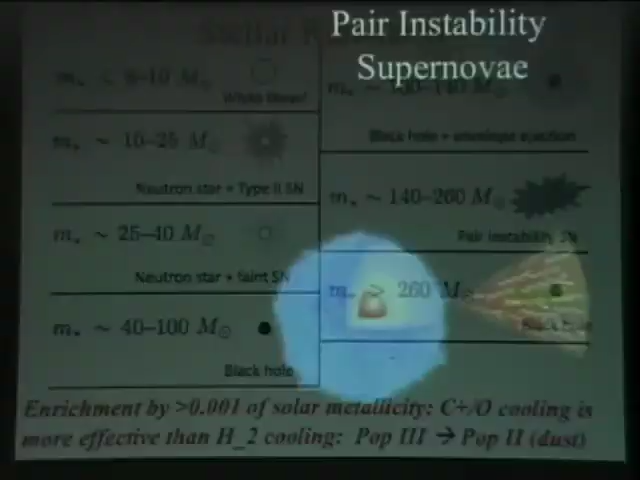 Pair Instability
Supernovae
Stellar
m* < 8–10 M☉
White dwarf
m* ~ 10–25 M☉
Neutron star + Type II SN
m* ~ 25–40 M☉
Neutron star + faint SN
m* ~ 40–100 M☉
Black hole
m* ~ 100–140 M☉
Black hole + envelope ejection
m* ~ 140–260 M☉
Pair instability SN
m* > 260 M☉
Black hole
Enrichment by >0.001 of solar metallicity: C+/O cooling is
more effective than H_2 cooling: Pop III → Pop II (dust)